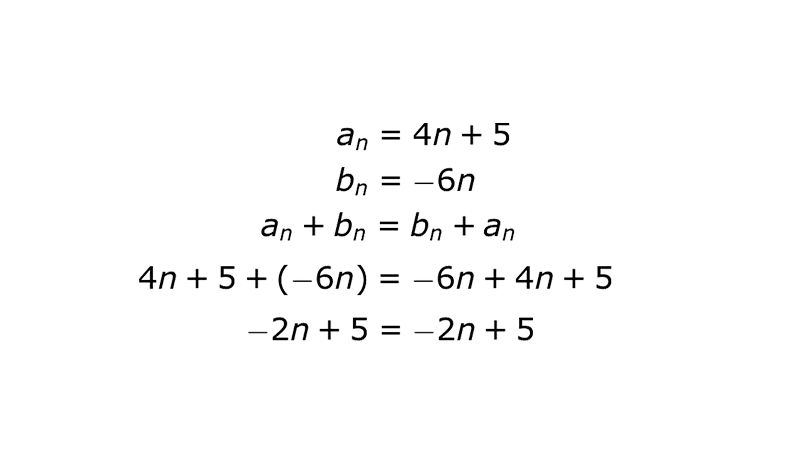 aₙ = 4n + 5
bₙ = −6n
aₙ + bₙ = bₙ + aₙ
4n + 5 + (−6n) = −6n + 4n + 5
−2n + 5 = −2n + 5